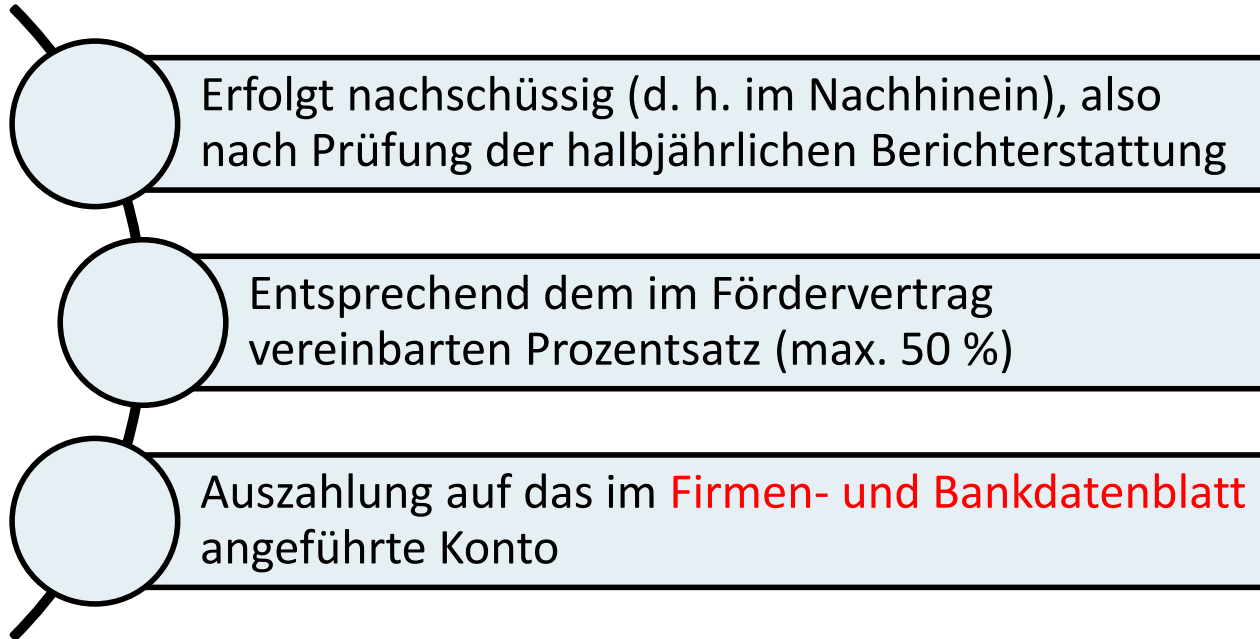 Erfolgt nachschüssig (d. h. im Nachhinein), also
nach Prüfung der halbjährlichen Berichterstattung
Entsprechend dem im Fördervertrag
vereinbarten Prozentsatz (max. 50 %)
Auszahlung auf das im Firmen- und Bankdatenblatt
angeführte Konto